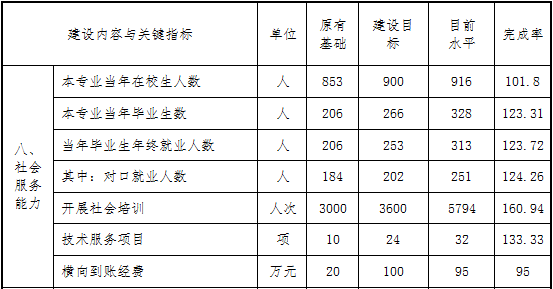 建设内容与关键指标 单位 原有基础 建设目标 目前水平 完成率
八、社会服务能力
本专业当年在校生人数 人 853 900 916 101.8
本专业当年毕业生数 人 206 266 328 123.31
当年毕业生年终就业人数 人 206 253 313 123.72
其中：对口就业人数 人 184 202 251 124.26
开展社会培训 人次 3000 3600 5794 160.94
技术服务项目 项 10 24 32 133.33
横向到账经费 万元 20 100 95 95